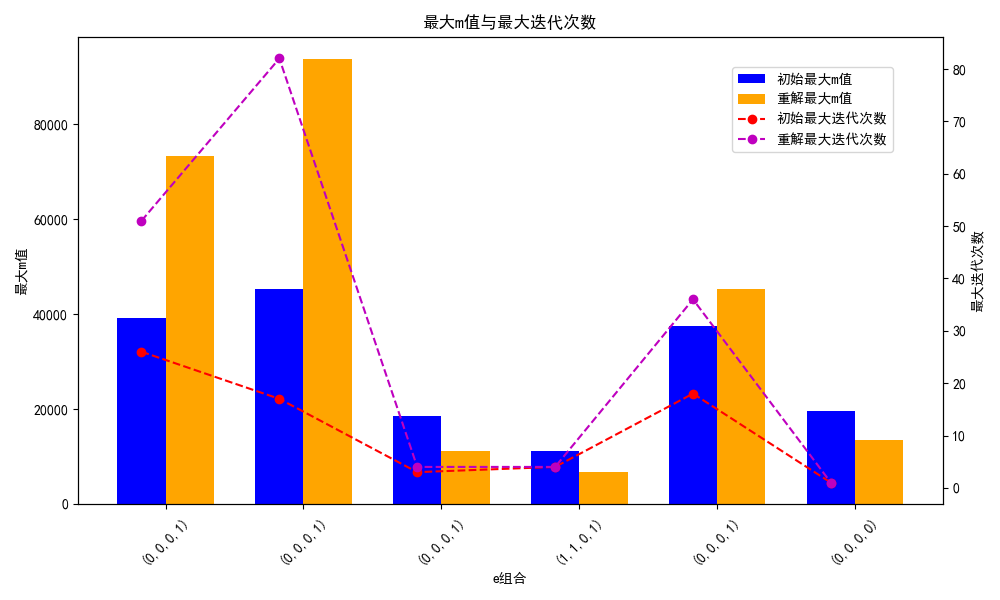 最大m值与最大迭代次数
初始最大m值
重解最大m值
初始最大迭代次数
重解最大迭代次数
最大m值
80000
60000
40000
20000
0
80
70
60
50
40
30
20
10
0
最大迭代次数
(0,0,0,1)
(0,0,0,1)
(0,0,0,1)
(1,1,0,1)
(0,0,0,1)
(0,0,0,0)
e组合